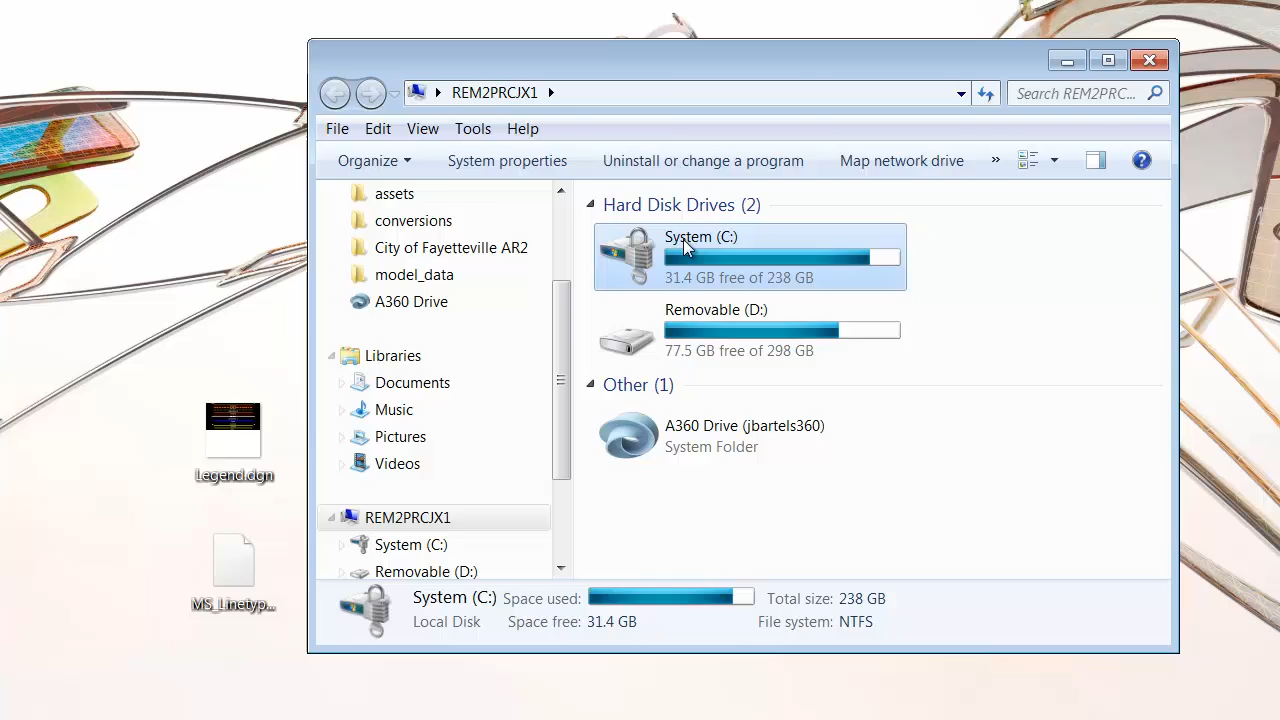 REM2PRCJX1
Search REM2PRC...
File Edit View Tools Help
Organize System properties Uninstall or change a program Map network drive »
assets
conversions
City of Fayetteville AR2
model_data
A360 Drive
Libraries
Documents
Music
Pictures
Videos
REM2PRCJX1
System (C:)
Removable (D:)
Hard Disk Drives (2)
System (C:)
31.4 GB free of 238 GB
Removable (D:)
77.5 GB free of 298 GB
Other (1)
A360 Drive (jbartels360)
System Folder
System (C:) Space used: Total size: 238 GB
Local Disk Space free: 31.4 GB File system: NTFS
Legend.dgn
MS_Linetyp...